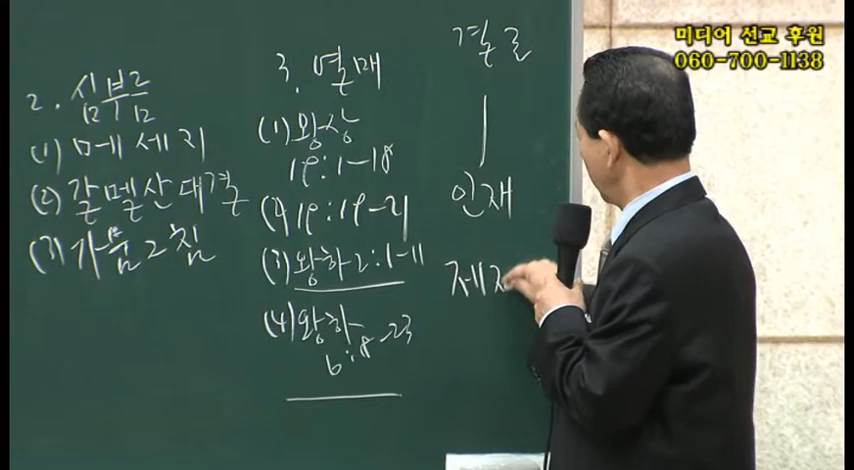 2. 심부름
(1) 메세지
(2) 갈멜산 대결
(3) 가뭄 그침
3. 열매
(1) 왕상
19:1-18
(2) 19:19-21
(3) 왕하 2:1-11
(4) 왕하
6:8-23
결론
인재
미디어 선교 후원
060-700-1138